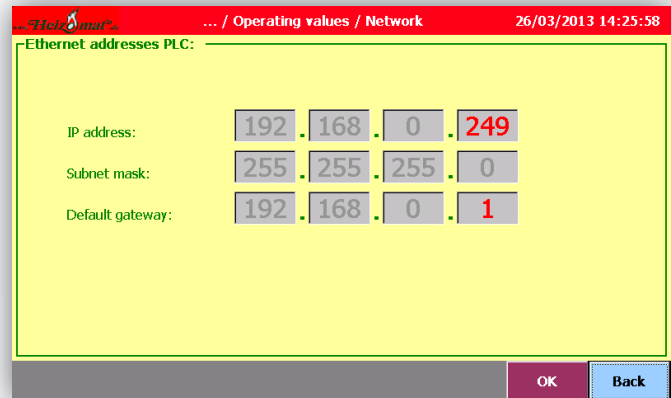 Heizomat ... / Operating values / Network 26/03/2013 14:25:58
Ethernet addresses PLC:
IP address: 192 . 168 . 0 . 249
Subnet mask: 255 . 255 . 255 . 0
Default gateway: 192 . 168 . 0 . 1
OK Back